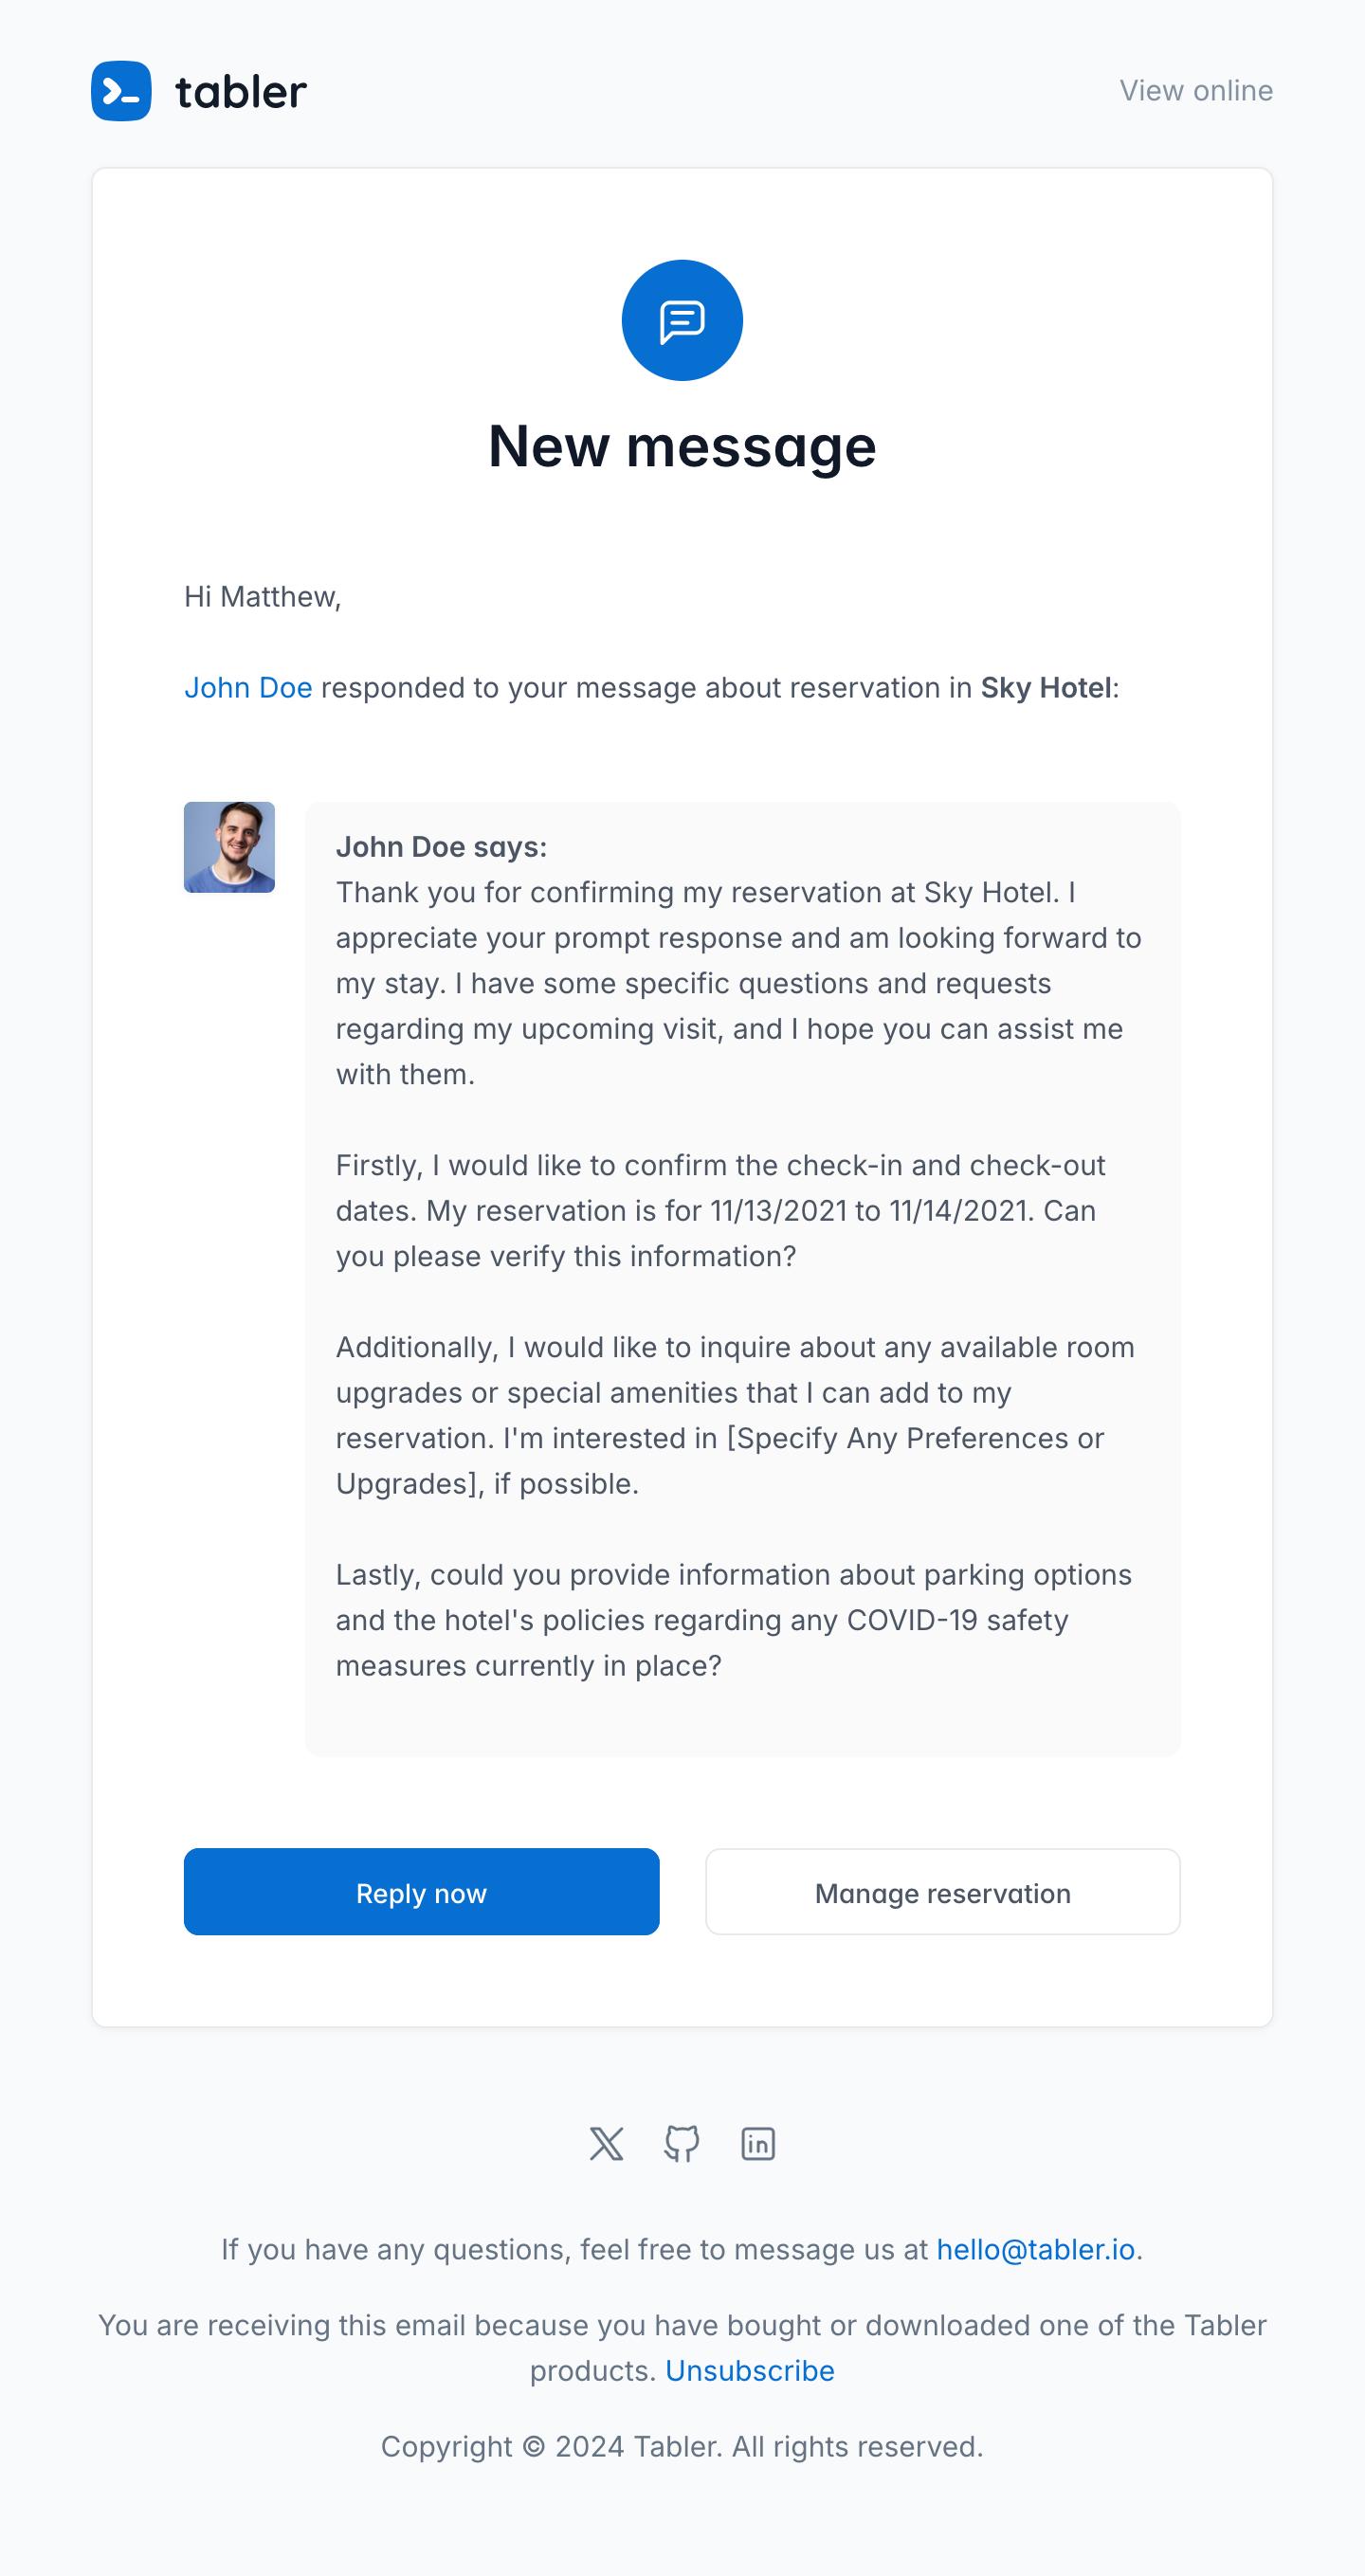 tabler
View online
New message
Hi Matthew,
John Doe responded to your message about reservation in Sky Hotel:
John Doe says:
Thank you for confirming my reservation at Sky Hotel. I
appreciate your prompt response and am looking forward to
my stay. I have some specific questions and requests
regarding my upcoming visit, and I hope you can assist me
with them.
Firstly, I would like to confirm the check-in and check-out
dates. My reservation is for 11/13/2021 to 11/14/2021. Can
you please verify this information?
Additionally, I would like to inquire about any available room
upgrades or special amenities that I can add to my
reservation. I'm interested in [Specify Any Preferences or
Upgrades], if possible.
Lastly, could you provide information about parking options
and the hotel's policies regarding any COVID-19 safety
measures currently in place?
Reply now
Manage reservation
If you have any questions, feel free to message us at hello@tabler.io.
You are receiving this email because you have bought or downloaded one of the Tabler
products. Unsubscribe
Copyright © 2024 Tabler. All rights reserved.